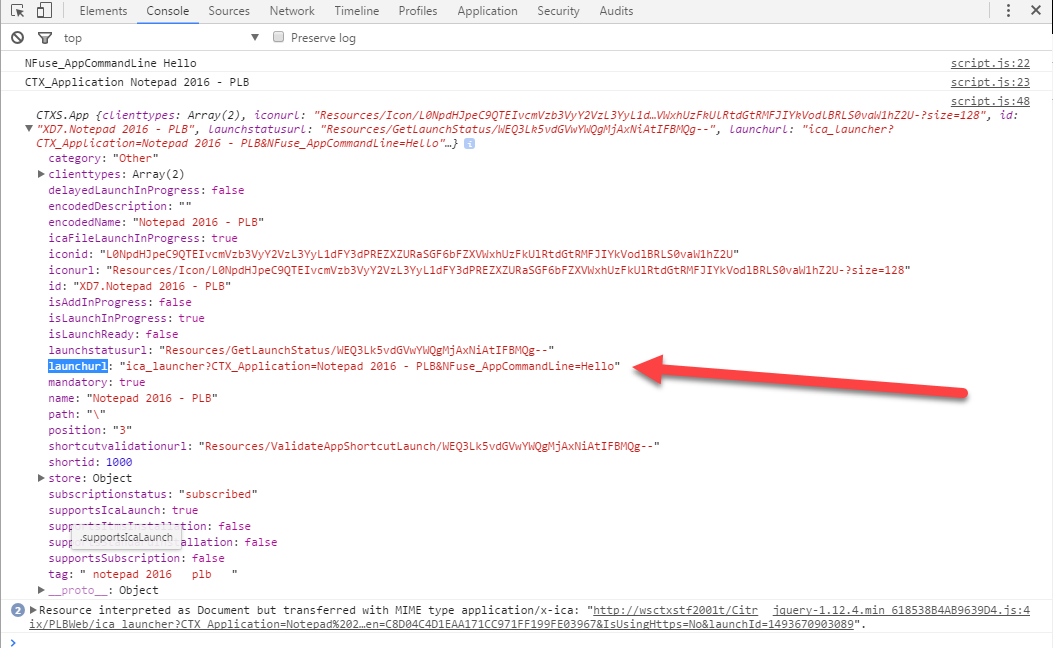 Elements Console Sources Network Timeline Profiles Application Security Audits
top Preserve log
NFuse_AppCommandLine Hello script.js:22
CTX_Application Notepad 2016 - PLB script.js:23
script.js:48
CTXS.App {clienttypes: Array(2), iconurl: "Resources/Icon/L0NpdHJpeC9QTEIvcmVzb3VyY2VzL3YyL1d…VWxhUzFkUlRtdGtRMFJIYkVodlBRLS0vaW1hZ2U-?size=128", id:
"XD7.Notepad 2016 - PLB", launchstatusurl: "Resources/GetLaunchStatus/WEQ3Lk5vdGVwYWQgMjAxNiAtIFBMQg--", launchurl: "ica_launcher?
CTX_Application=Notepad 2016 - PLB&NFuse_AppCommandLine=Hello"…}
category: "Other"
clienttypes: Array(2)
delayedLaunchInProgress: false
encodedDescription: ""
encodedName: "Notepad 2016 - PLB"
icaFileLaunchInProgress: true
iconid: "L0NpdHJpeC9QTEIvcmVzb3VyY2VzL3YyL1dFY3dPREZXZURaSGF6bFZXVWxhUzFkUlRtdGtRMFJIYkVodlBRLS0vaW1hZ2U"
iconurl: "Resources/Icon/L0NpdHJpeC9QTEIvcmVzb3VyY2VzL3YyL1dFY3dPREZXZURaSGF6bFZXVWxhUzFkUlRtdGtRMFJIYkVodlBRLS0vaW1hZ2U-?size=128"
id: "XD7.Notepad 2016 - PLB"
isAddInProgress: false
isLaunchInProgress: true
isLaunchReady: false
launchstatusurl: "Resources/GetLaunchStatus/WEQ3Lk5vdGVwYWQgMjAxNiAtIFBMQg--"
launchurl: "ica_launcher?CTX_Application=Notepad 2016 - PLB&NFuse_AppCommandLine=Hello"
mandatory: true
name: "Notepad 2016 - PLB"
path: "\"
position: "3"
shortcutvalidationurl: "Resources/ValidateAppShortcutLaunch/WEQ3Lk5vdGVwYWQgMjAxNiAtIFBMQg--"
shortid: 1000
store: Object
subscriptionstatus: "subscribed"
supportsIcaLaunch: true
supp allation: false
.supportsIcaLaunch
supportsSubscription: false
tag: " notepad 2016 plb "
__proto__: Object
2 Resource interpreted as Document but transferred with MIME type application/x-ica: "http://wsctxstf2001t/Citr jquery-1.12.4.min_618538B4AB9639D4.js:4
ix/PLBWeb/ica_launcher?CTX_Application=Notepad%202…en=C8D04C4D1EAA171CC971FF199FE03967&IsUsingHttps=No&launchId=1493670903089".